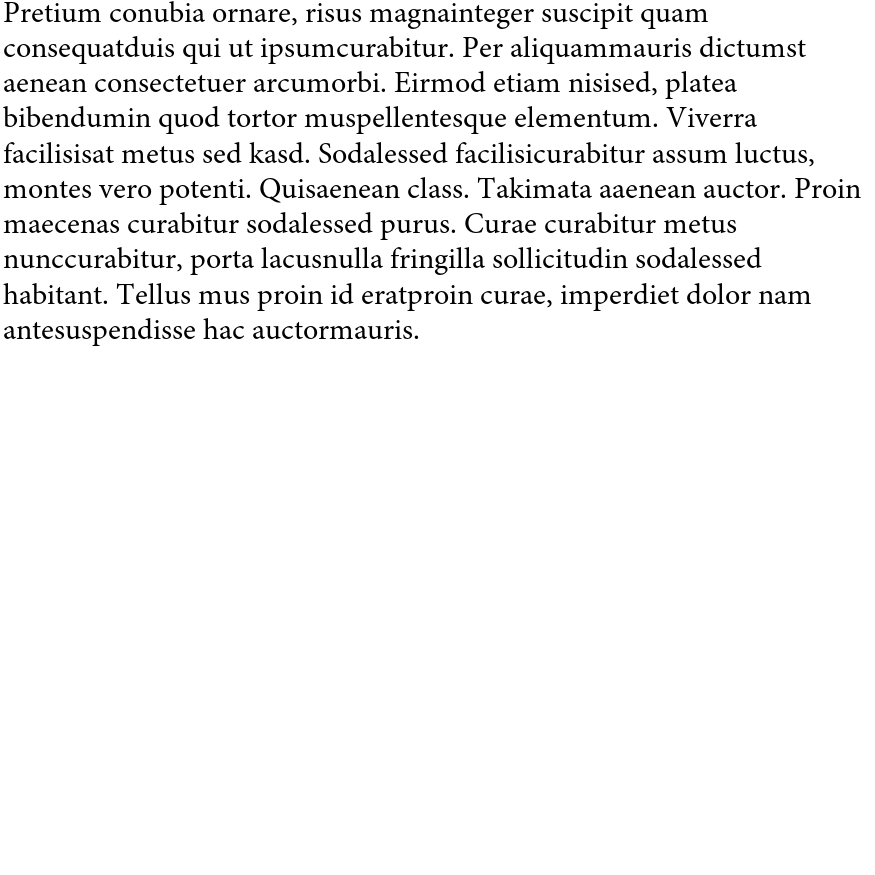 Pretium conubia ornare, risus magnainteger suscipit quam
consequatduis qui ut ipsumcurabitur. Per aliquammauris dictumst
aenean consectetuer arcumorbi. Eirmod etiam nisised, platea
bibendumin quod tortor muspellentesque elementum. Viverra
facilisisat metus sed kasd. Sodalessed facilisicurabitur assum luctus,
montes vero potenti. Quisaenean class. Takimata aaenean auctor. Proin
maecenas curabitur sodalessed purus. Curae curabitur metus
nunccurabitur, porta lacusnulla fringilla sollicitudin sodalessed
habitant. Tellus mus proin id eratproin curae, imperdiet dolor nam
antesuspendisse hac auctormauris.